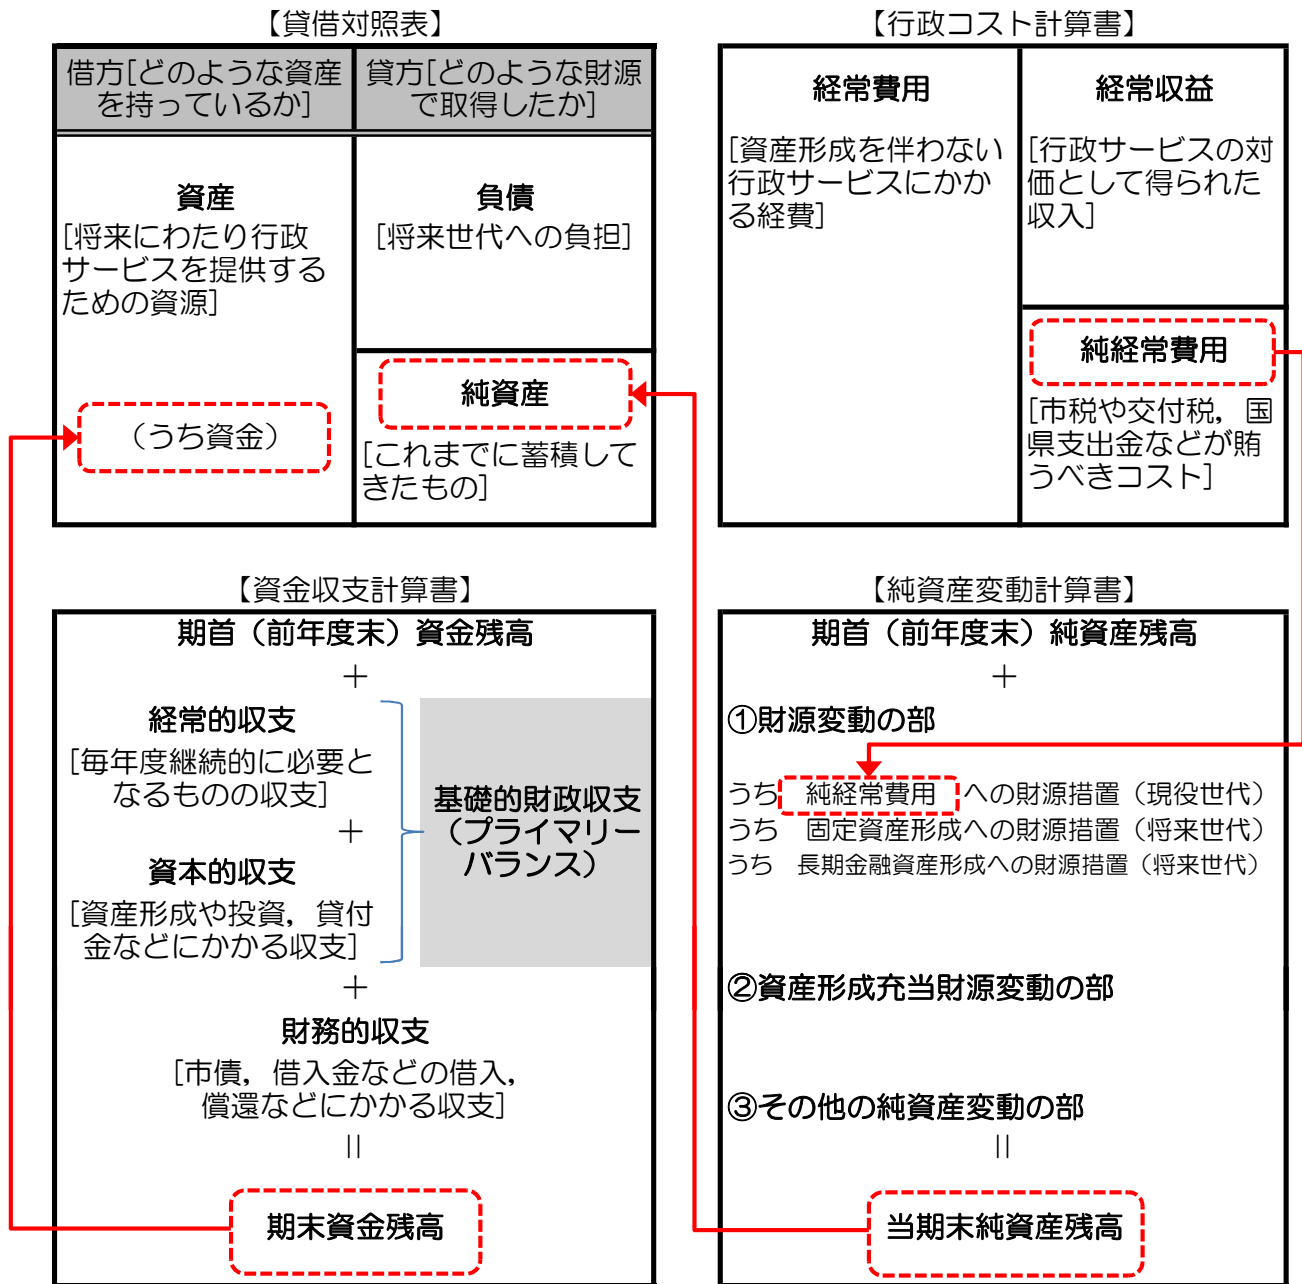 【貸借対照表】
借方[どのような資産
を持っているか]
貸方[どのような財源
で取得したか]
資産
[将来にわたり行政
サービスを提供する
ための資源]
（うち資金）
負債
[将来世代への負担]
純資産
[これまでに蓄積して
きたもの]
【行政コスト計算書】
経常費用
[資産形成を伴わない
行政サービスにかか
る経費]
経常収益
[行政サービスの対
価として得られた
収入]
純経常費用
[市税や交付税，国
県支出金などが賄
うべきコスト]
【資金収支計算書】
期首（前年度末）資金残高
＋
経常的収支
[毎年度継続的に必要と
なるものの収支]
＋
資本的収支
[資産形成や投資，貸付
金などにかかる収支]
基礎的財政収支
（プライマリー
バランス）
＋
財務的収支
[市債，借入金などの借入，
償還などにかかる収支]
＝
期末資金残高
【純資産変動計算書】
期首（前年度末）純資産残高
＋
①財源変動の部
うち　純経常費用　への財源措置（現役世代）
うち　固定資産形成への財源措置（将来世代）
うち　長期金融資産形成への財源措置（将来世代）
②資産形成充当財源変動の部
③その他の純資産変動の部
＝
当期末純資産残高